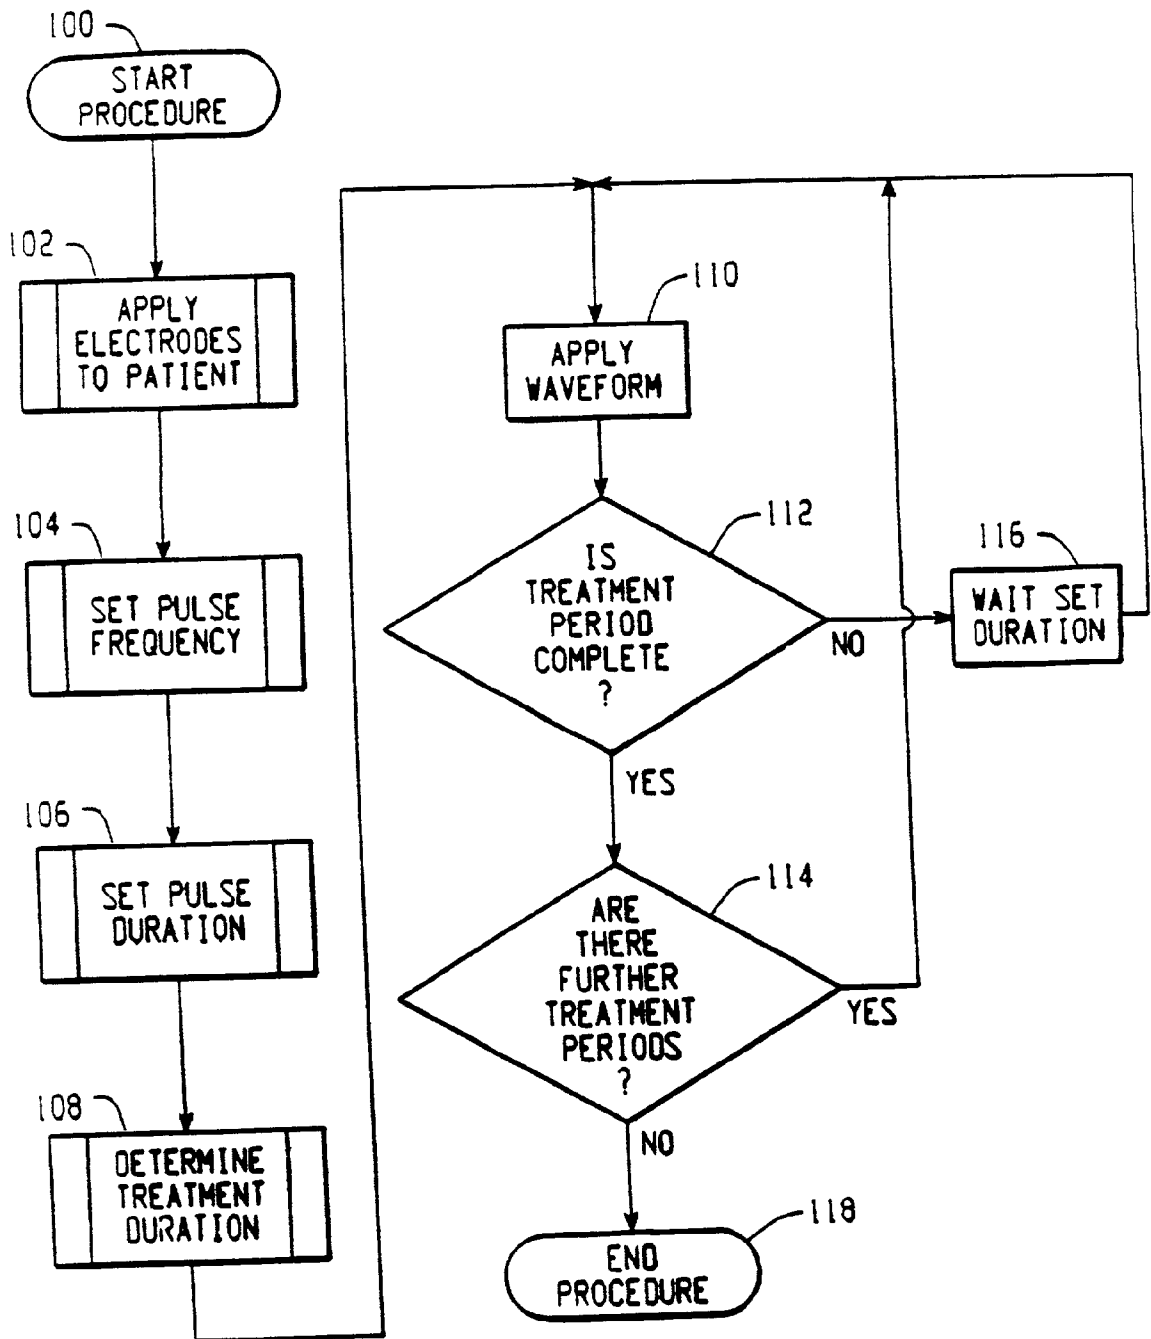 100
START
PROCEDURE
102
APPLY
ELECTRODES
TO PATIENT
104
SET PULSE
FREQUENCY
106
SET PULSE
DURATION
108
DETERMINE
TREATMENT
DURATION
110
APPLY
WAVEFORM
112
IS
TREATMENT
PERIOD
COMPLETE
?
NO
116
WAIT SET
DURATION
YES
114
ARE
THERE
FURTHER
TREATMENT
PERIODS
?
YES
NO
118
END
PROCEDURE